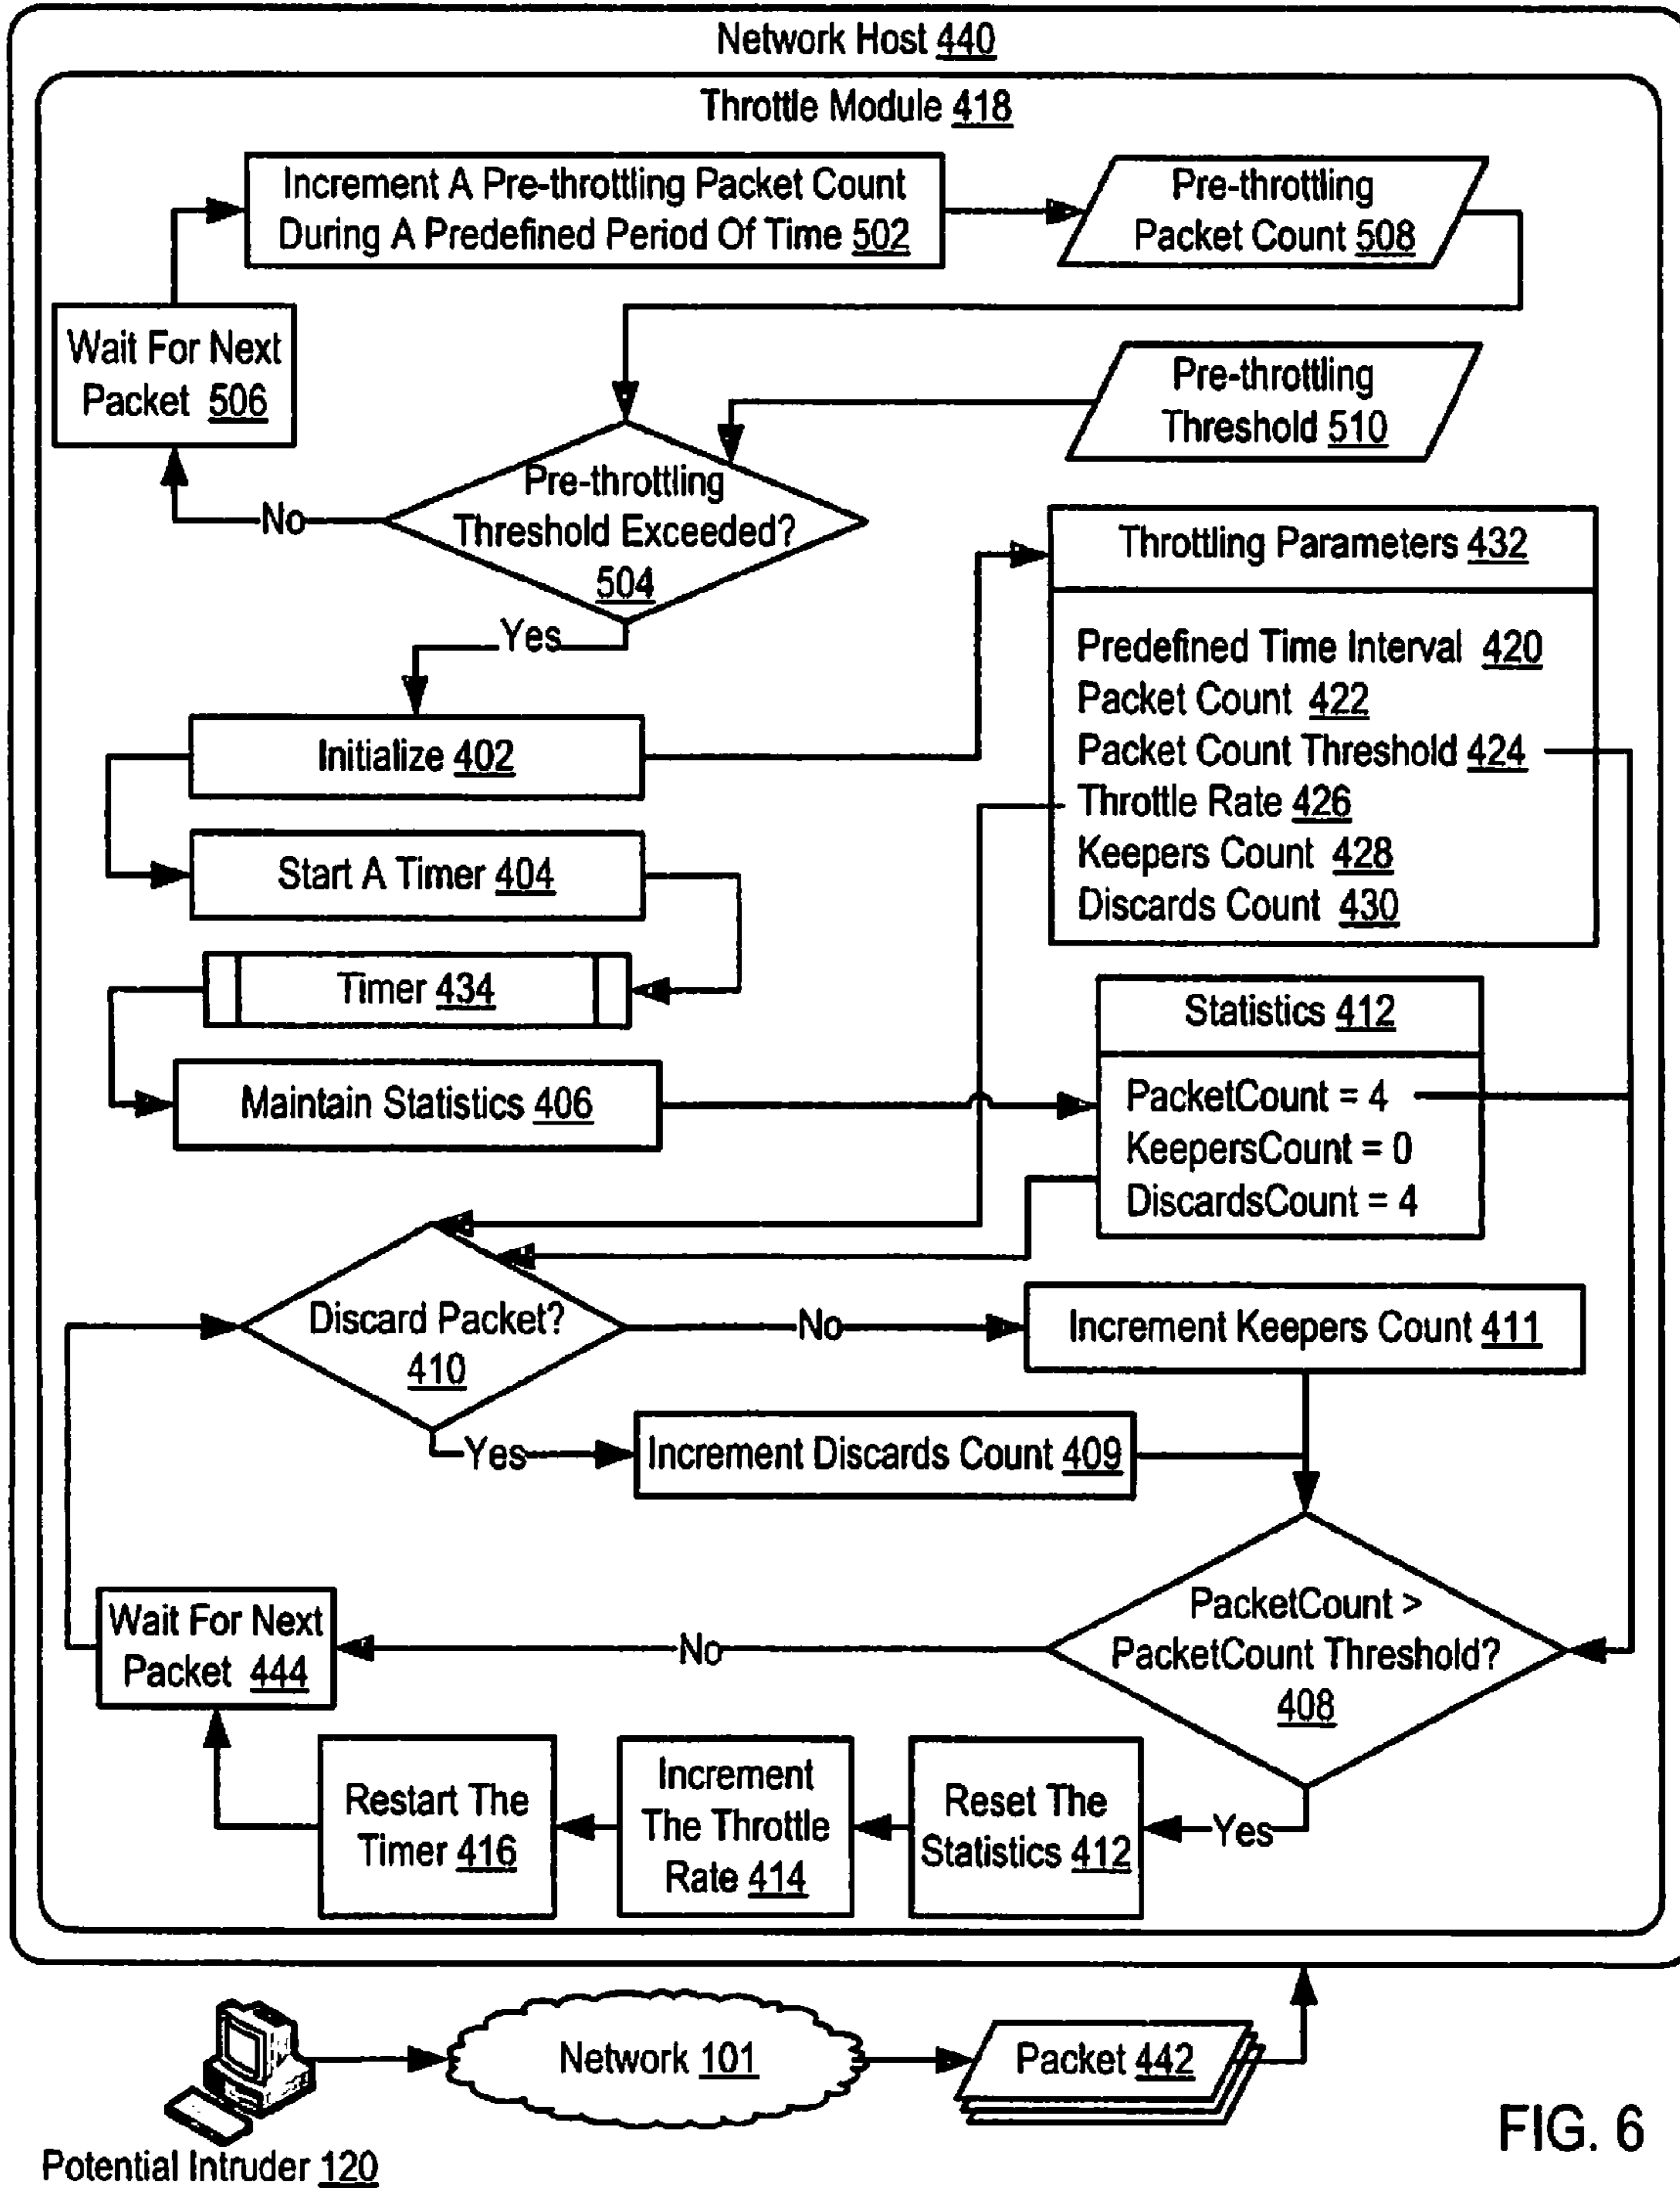 Network Host 440
Throttle Module 418
Increment A Pre-throttling Packet Count
During A Predefined Period Of Time 502
Pre-throttling
Packet Count 508
Wait For Next
Packet 506
Pre-throttling
Threshold 510
Pre-throttling
Threshold Exceeded?
504
No
Yes
Throttling Parameters 432
Predefined Time Interval 420
Packet Count 422
Packet Count Threshold 424
Throttle Rate 426
Keepers Count 428
Discards Count 430
Initialize 402
Start A Timer 404
Timer 434
Maintain Statistics 406
Statistics 412
PacketCount = 4
KeepersCount = 0
DiscardsCount = 4
Discard Packet?
410
No
Increment Keepers Count 411
Yes
Increment Discards Count 409
PacketCount >
PacketCount Threshold?
408
No
Wait For Next
Packet 444
Yes
Reset The
Statistics 412
Increment
The Throttle
Rate 414
Restart The
Timer 416
Network 101
Packet 442
Potential Intruder 120
FIG. 6